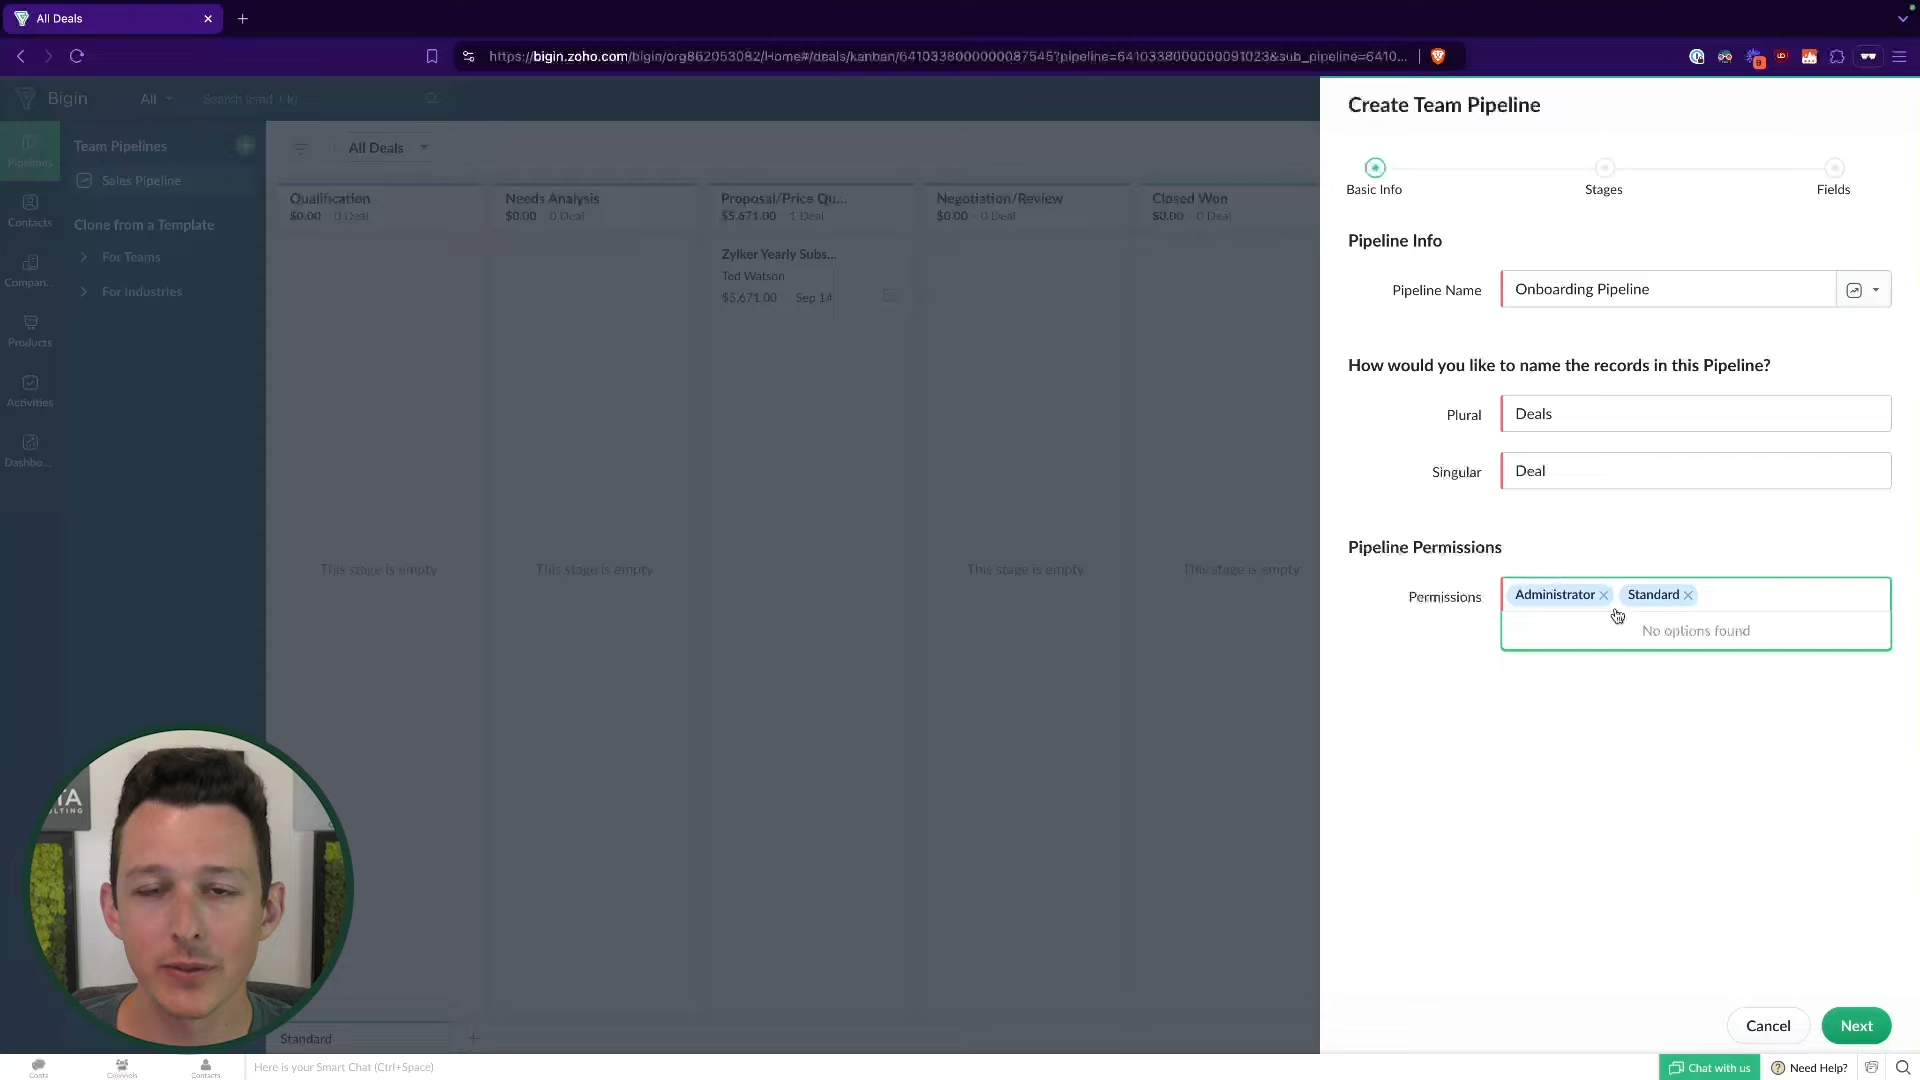 All Deals
https://bigin.zoho.com/bigin/org862053082/Home#/deals/kanban/6410338000000087545?pipeline=6410338000000091023&sub_pipeline=6410...
Bigin
All
Search (cmd + k)
Pipelines
Contacts
Compan...
Products
Activities
Dashbo...
Team Pipelines
Sales Pipeline
Clone from a Template
For Teams
For Industries
All Deals
Qualification
$0.00 0 Deal
Needs Analysis
$0.00 0 Deal
Proposal/Price Qu...
$5,671.00 1 Deal
Negotiation/Review
$0.00 0 Deal
Closed Won
$0.00 0 Deal
Zylker Yearly Subs...
Ted Watson
$5,671.00 Sep 14
This stage is empty
This stage is empty
This stage is empty
This stage is empty
Standard
Create Team Pipeline
Basic Info
Stages
Fields
Pipeline Info
Pipeline Name
Onboarding Pipeline
How would you like to name the records in this Pipeline?
Plural
Deals
Singular
Deal
Pipeline Permissions
Permissions
Administrator
Standard
No options found
Cancel
Next
Contacts
Here is your Smart Chat (Ctrl+Space)
Chat with us
Need Help?